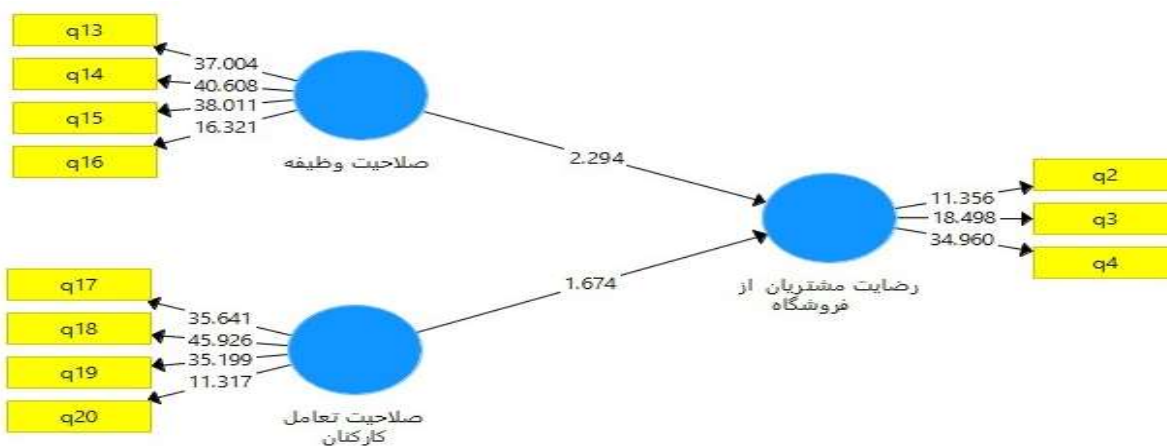 q13
q14
q15
q16
37.004
40.608
38.011
16.321
صلاحیت وظیفه
2.294
q2
q3
q4
11.356
18.498
34.960
رضایت مشتریان از
فروشگاه
1.674
q17
q18
q19
q20
35.641
45.926
35.199
11.317
صلاحیت تعامل
کارکنان